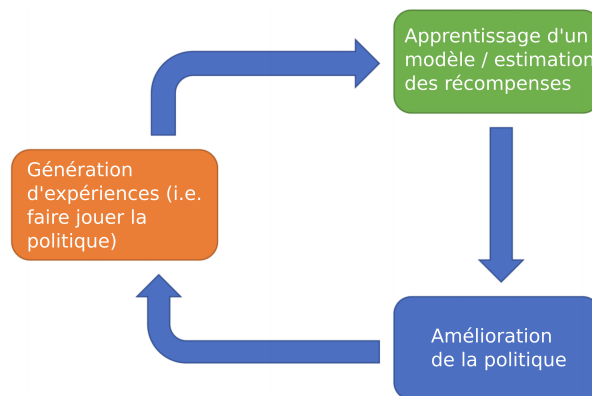 Apprentissage d'un
modèle / estimation
des récompenses
Génération
d'expériences (i.e.
faire jouer la
politique)
Amélioration
de la politique